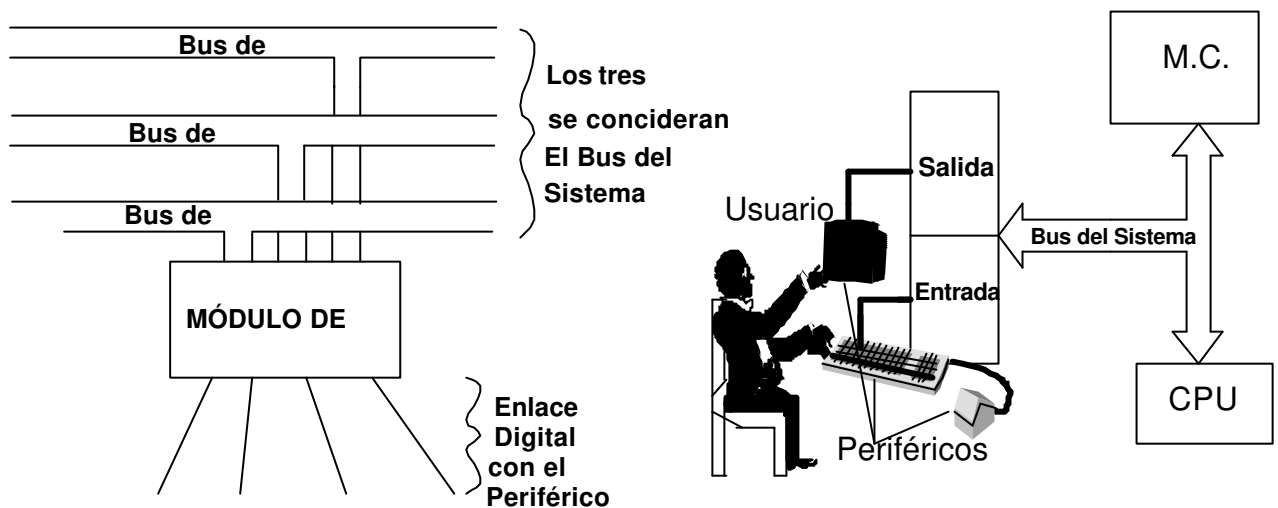 Bus de
Bus de
Bus de
Los tres
se concideran
El Bus del
Sistema
MÓDULO DE
Enlace
Digital
con el
Periférico
Usuario
Salida
Entrada
Periféricos
Bus del Sistema
M.C.
CPU